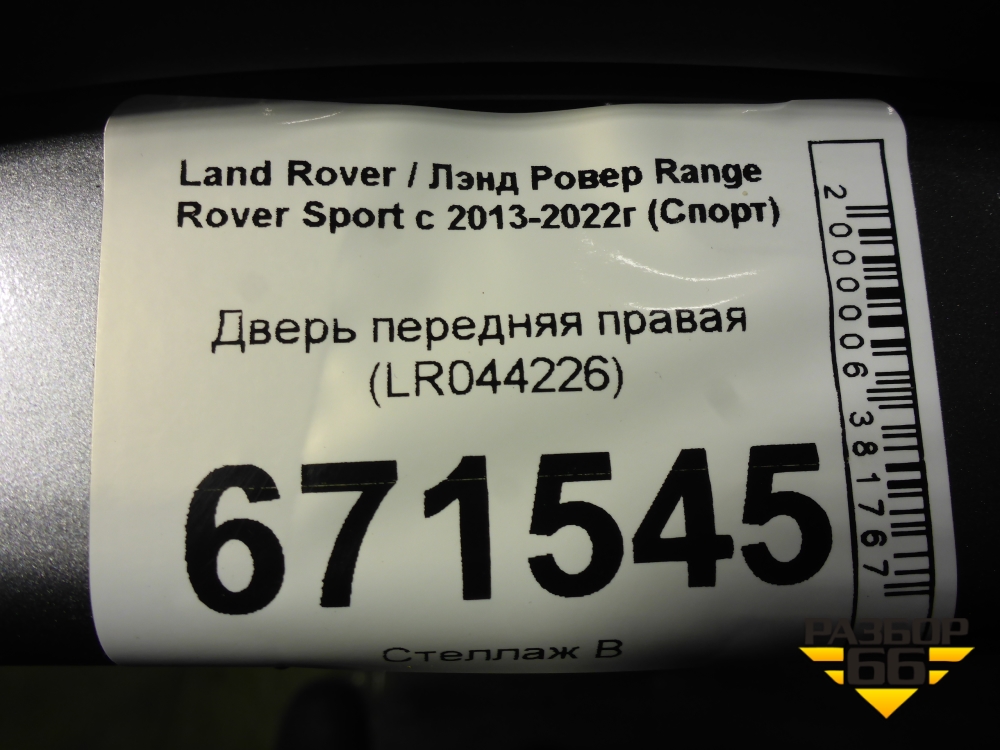 Land Rover / Лэнд Ровер Range
Rover Sport с 2013-2022г (Спорт)
Дверь передняя правая
(LR044226)
671545
Стеллаж В
2000006381767
РАЗБОР
66